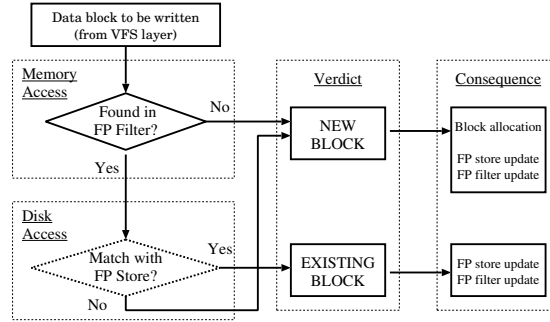 Data block to be written
(from VFS layer)
Memory
Access
Verdict
Consequence
Found in
FP Filter?
No
NEW
BLOCK
Block allocation
FP store update
FP filter update
Yes
Disk
Access
Match with
FP Store?
Yes
No
EXISTING
BLOCK
FP store update
FP filter update